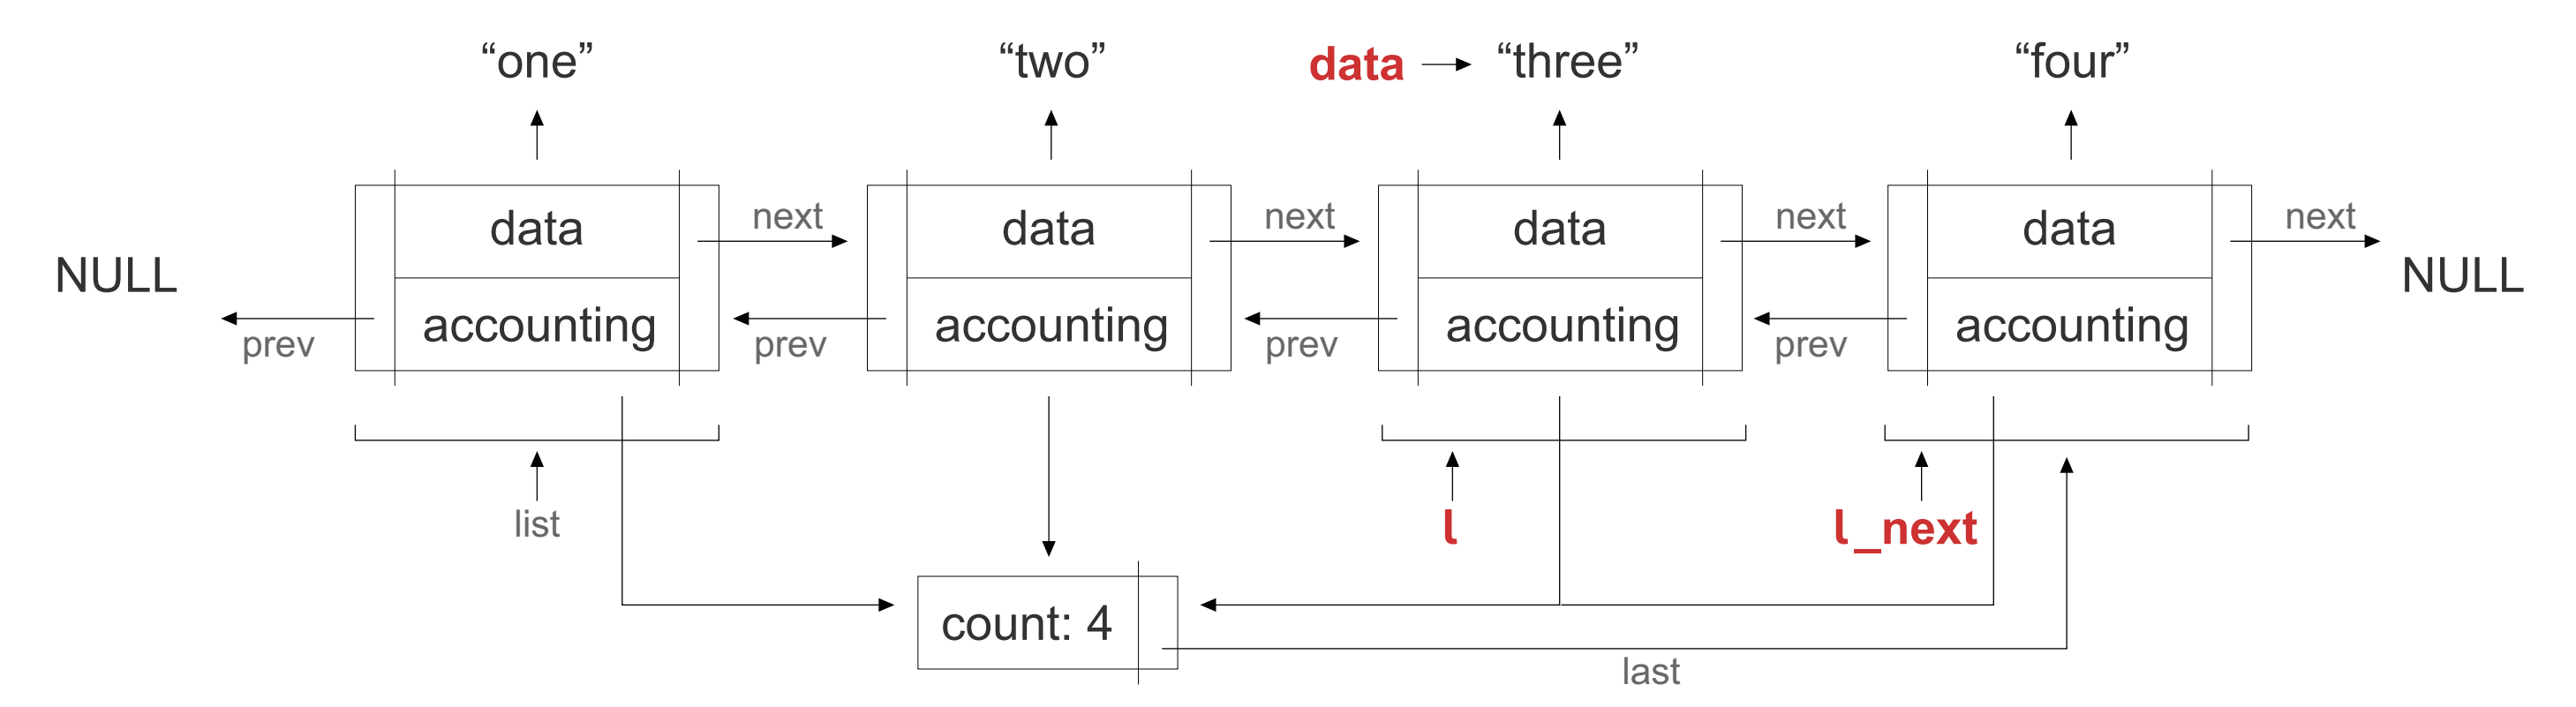 “one” “two” data “three” “four”
data next data next data next data next
NULL NULL
prev accounting prev accounting prev accounting prev accounting
list l l_next
count: 4
last